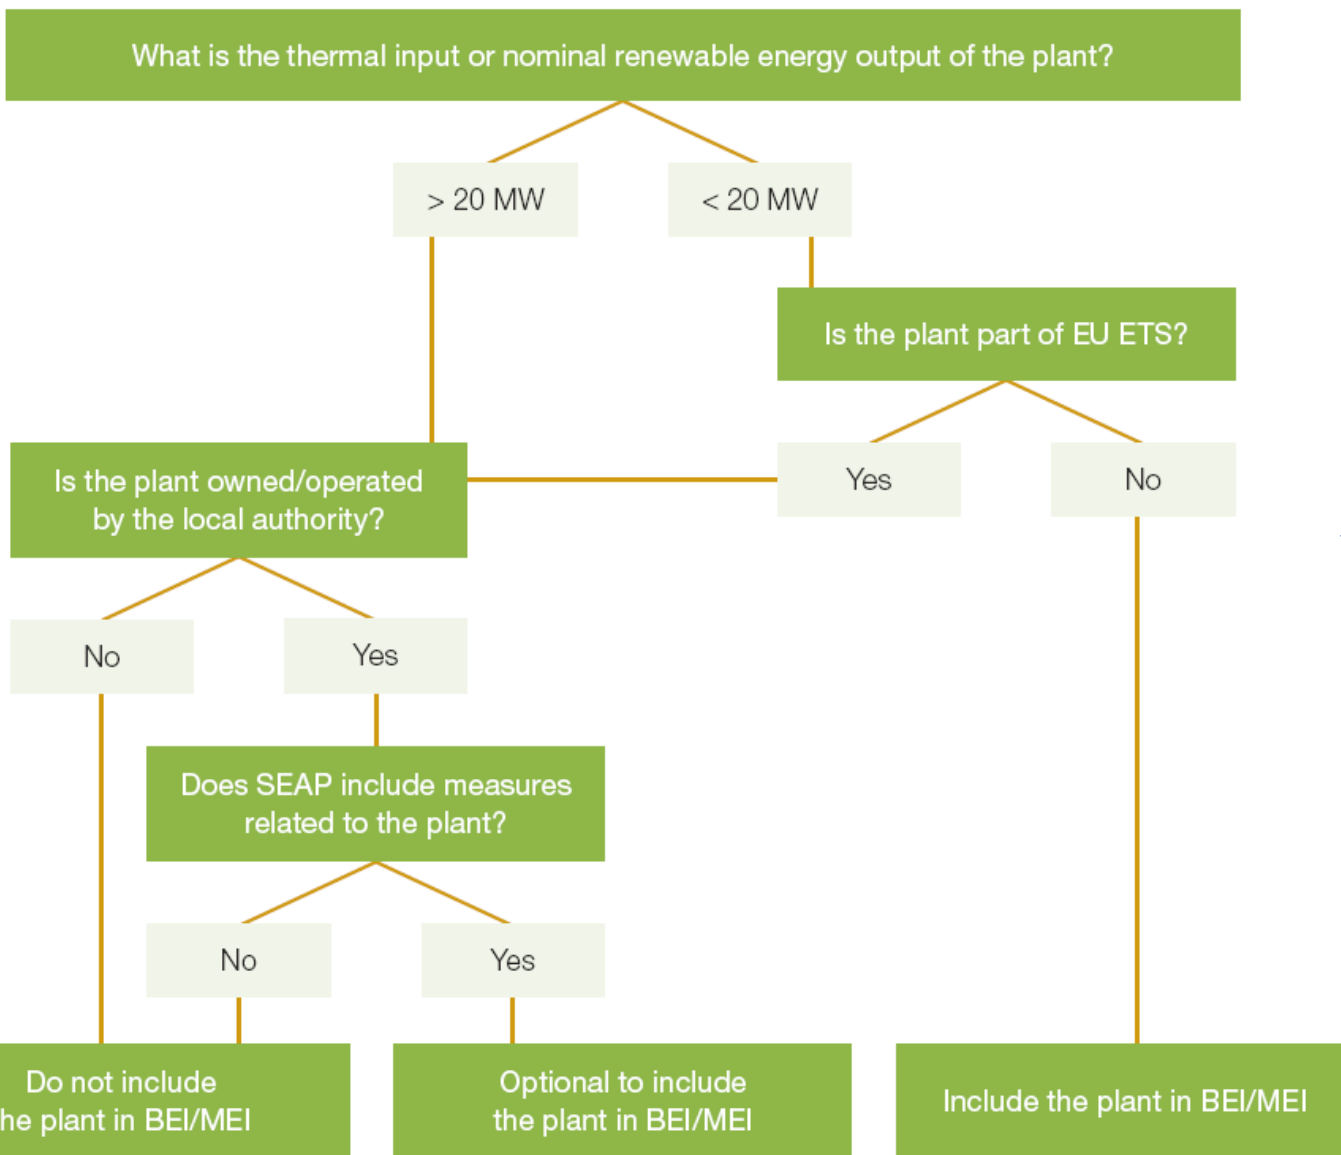 What is the thermal input or nominal renewable energy output of the plant?
> 20 MW
< 20 MW
Is the plant part of EU ETS?
Is the plant owned/operated
by the local authority?
Yes
No
No
Yes
Does SEAP include measures
related to the plant?
No
Yes
Do not include
he plant in BEI/MEI
Optional to include
the plant in BEI/MEI
Include the plant in BEI/MEI